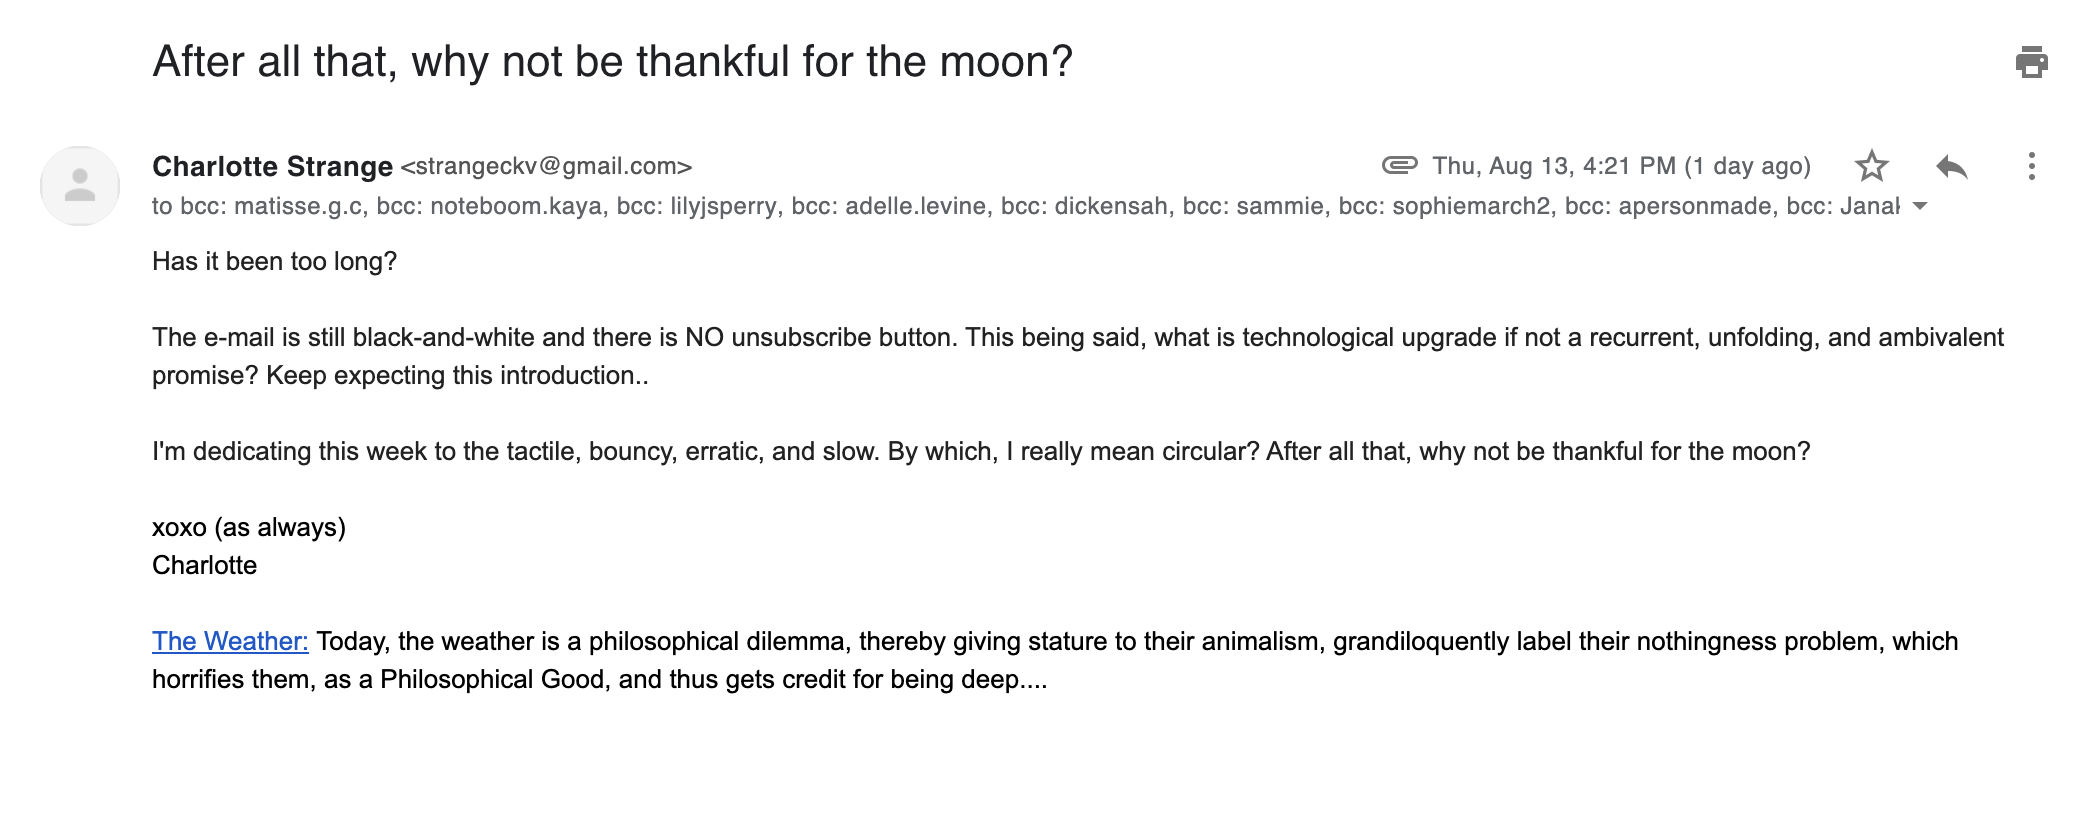 After all that, why not be thankful for the moon?
Charlotte Strange <strangeckv@gmail.com>
Thu, Aug 13, 4:21 PM (1 day ago)
to bcc: matisse.g.c, bcc: noteboom.kaya, bcc: lilyjsperry, bcc: adelle.levine, bcc: dickensah, bcc: sammie, bcc: sophiemarch2, bcc: apersonmade, bcc:
Has it been too long?
The e-mail is still black-and-white and there is NO unsubscribe button. This being said, what is technological upgrade if not a recurrent, unfolding, and ambivalent
promise? Keep expecting this introduction..
I'm dedicating this week to the tactile, bouncy, erratic, and slow. By which, I really mean circular? After all that, why not be thankful for the moon?
xoxo (as always)
Charlotte
The Weather: Today, the weather is a philosophical dilemma, thereby giving stature to their animalism, grandiloquently label their nothingness problem, which
horrifies them, as a Philosophical Good, and thus gets credit for being deep....